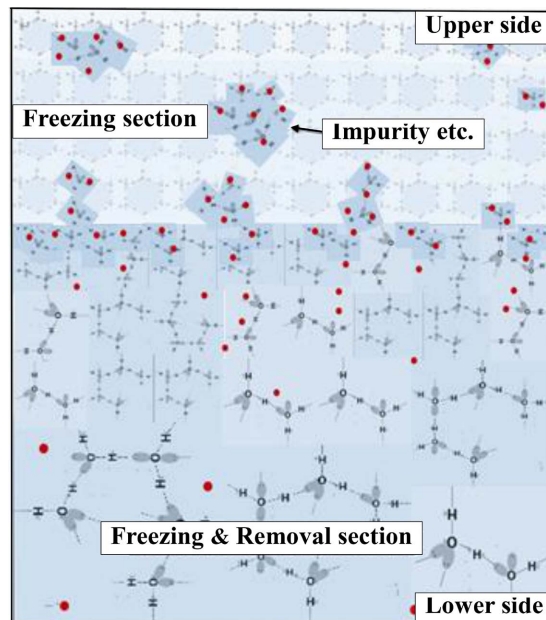 Upper side
Freezing section
Impurity etc.
Freezing & Removal section
Lower side